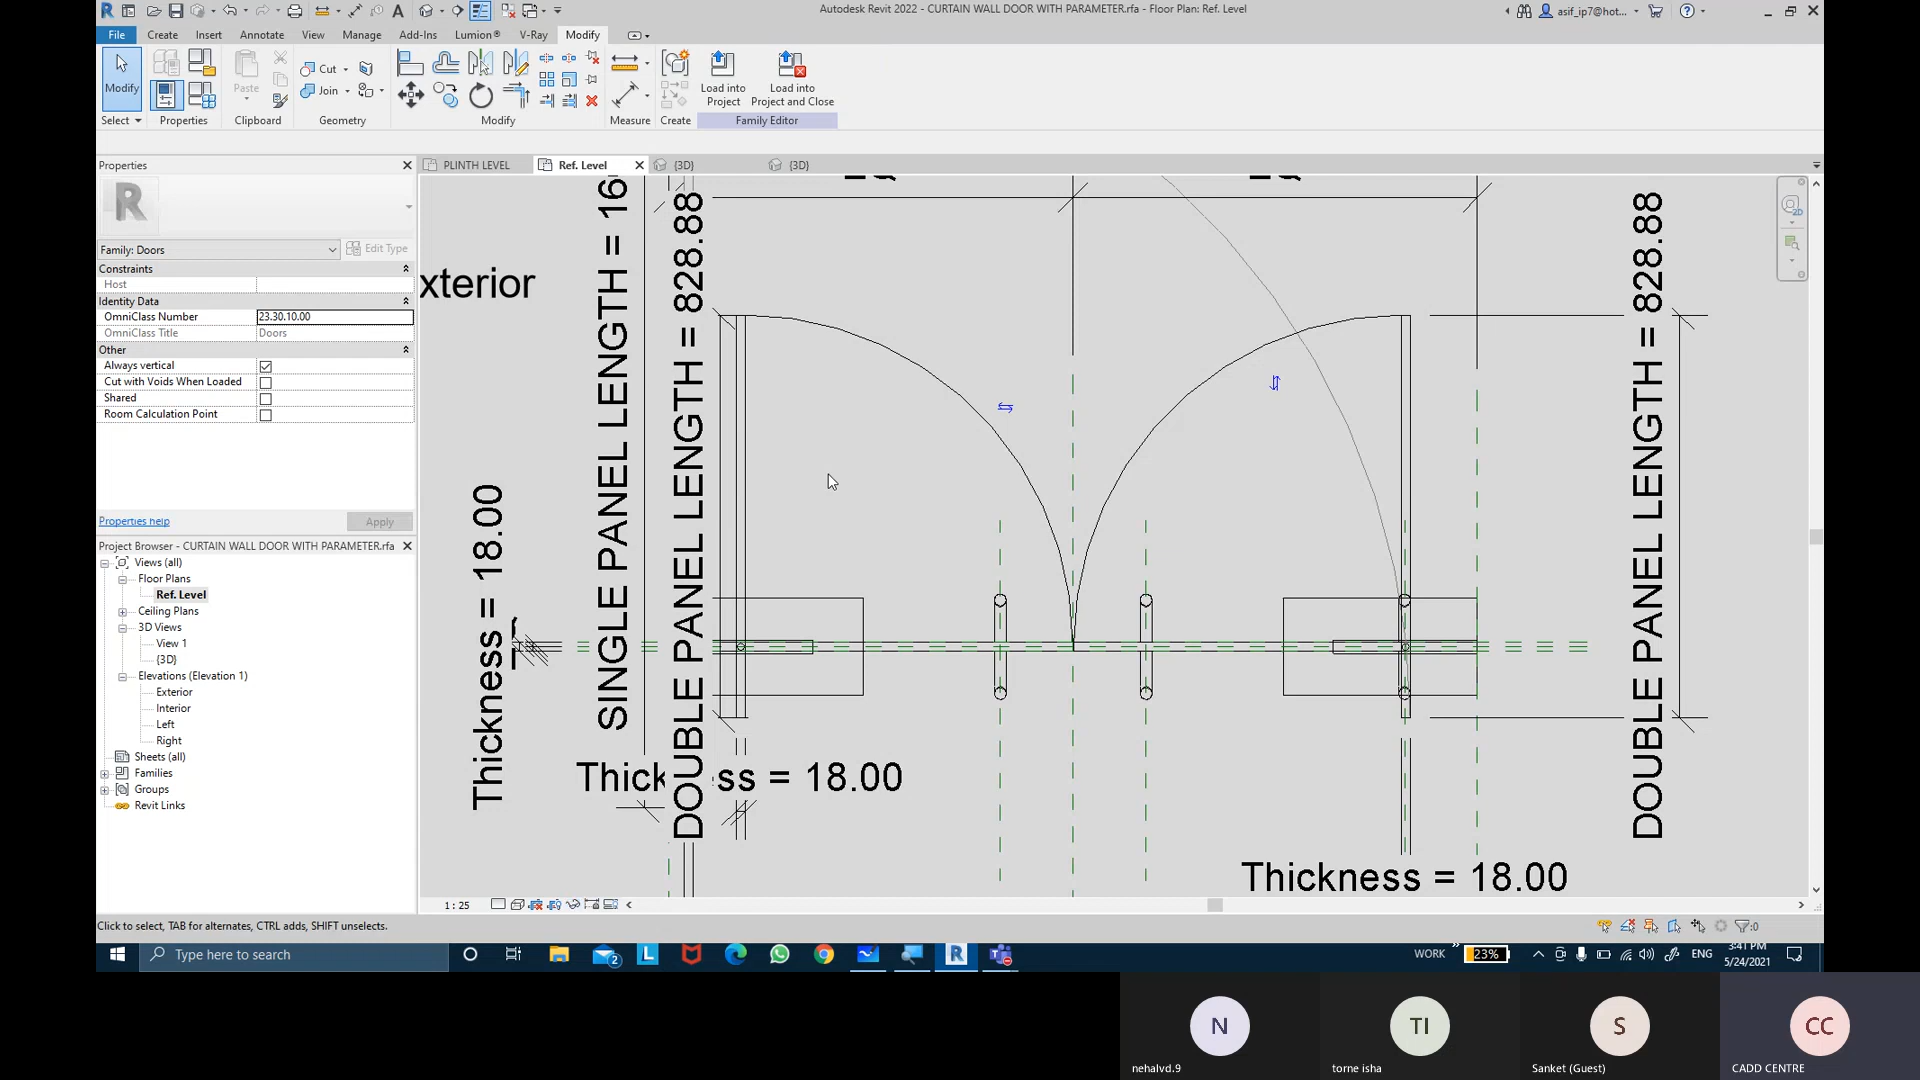 Autodesk Revit 2022 - CURTAIN WALL DOOR WITH PARAMETER.rfa - Floor Plan: Ref. Level
asif_ip7@hot...
File Create Insert Annotate View Manage Add-Ins Lumion® V-Ray Modify
Modify
Paste
Cut
Join
Load into Project
Load into Project and Close
Select Properties Clipboard Geometry Modify Measure Create Family Editor
Properties
PLINTH LEVEL
Ref. Level
{3D}
{3D}
R
Family: Doors
Edit Type
Constraints
Host
Identity Data
OmniClass Number 23.30.10.00
OmniClass Title Doors
Other
Always vertical
Cut with Voids When Loaded
Shared
Room Calculation Point
Properties help
Apply
Project Browser - CURTAIN WALL DOOR WITH PARAMETER.rfa
Views (all)
Floor Plans
Ref. Level
Ceiling Plans
3D Views
View 1
{3D}
Elevations (Elevation 1)
Exterior
Interior
Left
Right
Sheets (all)
Families
Groups
Revit Links
xterior
Thickness = 18.00
SINGLE PANEL LENGTH = 16
DOUBLE PANEL LENGTH = 828.88
Thick ss = 18.00
DOUBLE PANEL LENGTH = 828.88
Thickness = 18.00
1 : 25
Click to select, TAB for alternates, CTRL adds, SHIFT unselects.
:0
Type here to search
2
L
R
WORK
23%
ENG
3:41 PM
5/24/2021
N
nehalvd.9
TI
torne isha
S
Sanket (Guest)
CC
CADD CENTRE